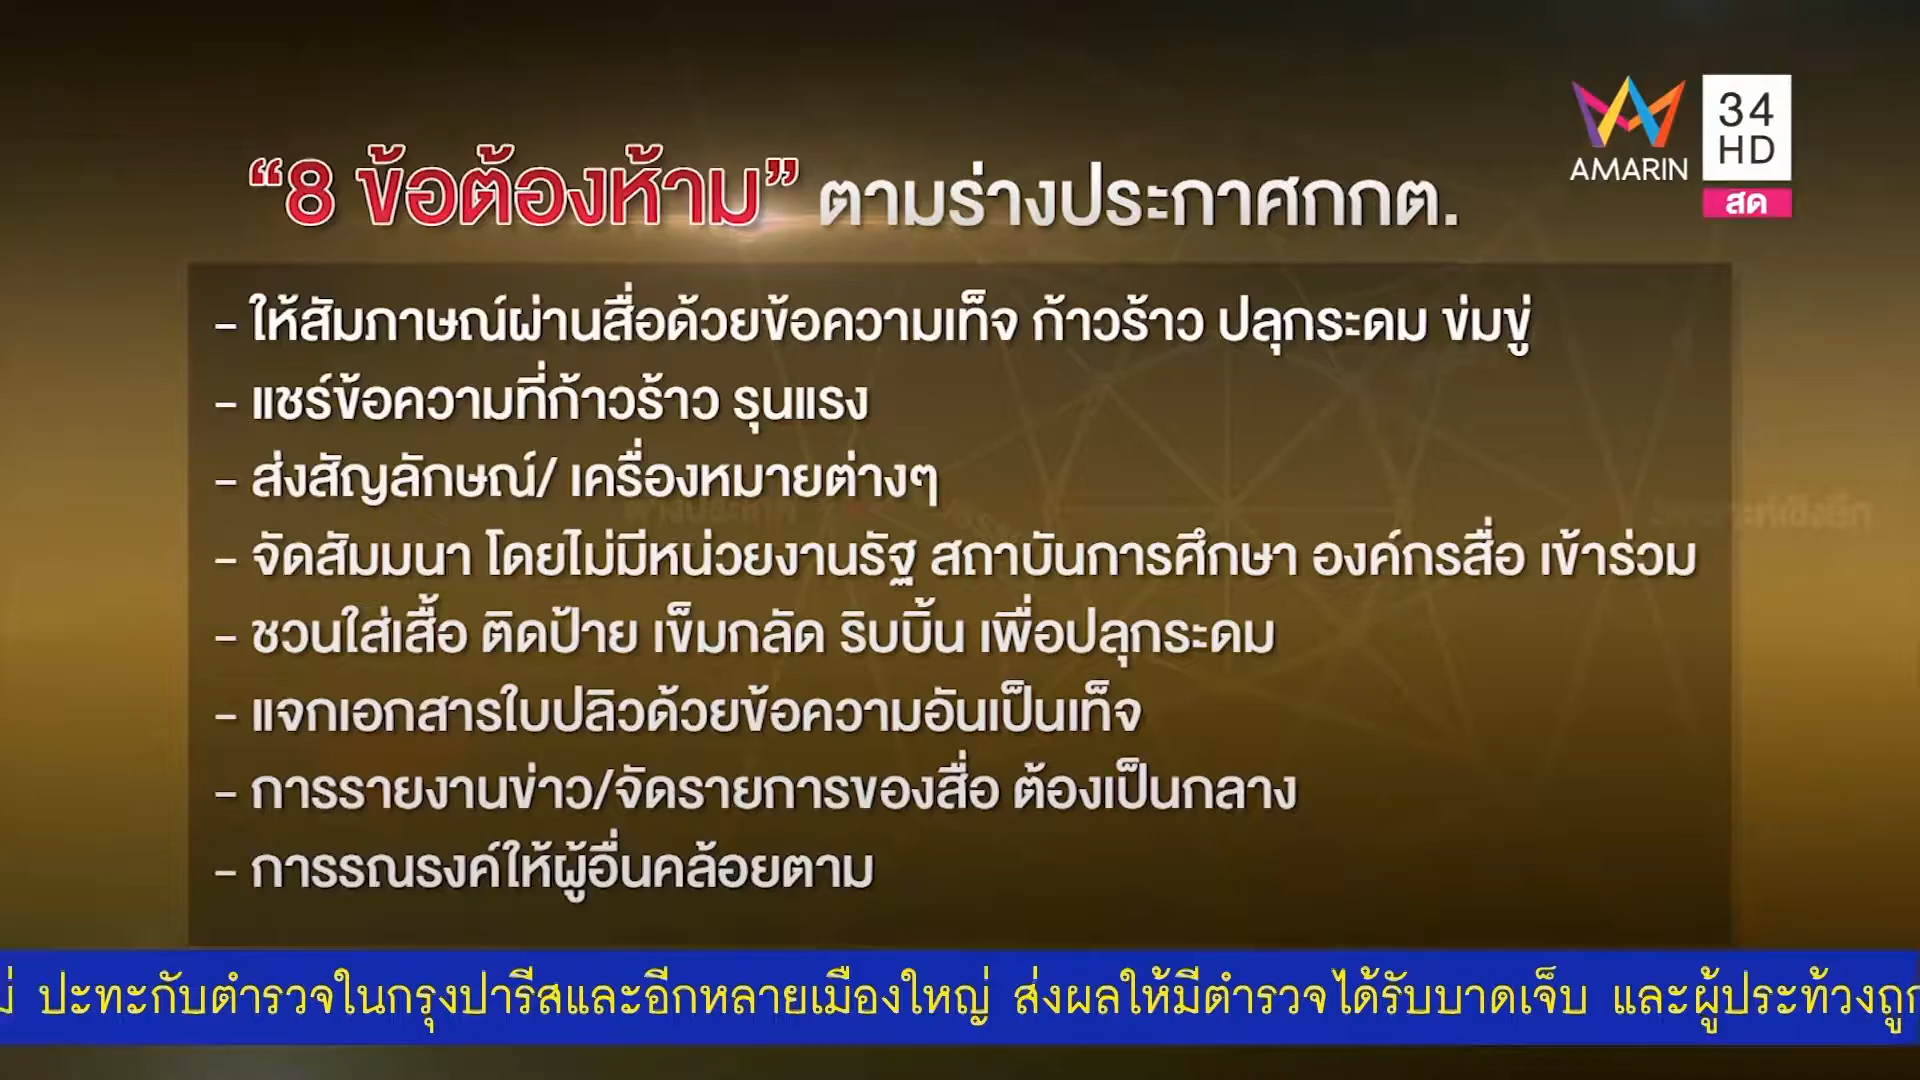 AMARIN
34
HD
สด
“8 ข้อต้องห้าม” ตามร่างประกาศกกต.
- ให้สัมภาษณ์ผ่านสื่อด้วยข้อความเท็จ ก้าวร้าว ปลุกระดม ข่มขู่
- แชร์ข้อความที่ก้าวร้าว รุนแรง
- ส่งสัญลักษณ์/ เครื่องหมายต่างๆ
- จัดสัมมนา โดยไม่มีหน่วยงานรัฐ สถาบันการศึกษา องค์กรสื่อ เข้าร่วม
- ชวนใส่เสื้อ ติดป้าย เข็มกลัด ริบบิ้น เพื่อปลุกระดม
- แจกเอกสารใบปลิวด้วยข้อความอันเป็นเท็จ
- การรายงานข่าว/จัดรายการของสื่อ ต้องเป็นกลาง
- การรณรงค์ให้ผู้อื่นคล้อยตาม
ปะทะกับตำรวจในกรุงปารีสและอีกหลายเมืองใหญ่ ส่งผลให้มีตำรวจได้รับบาดเจ็บ และผู้ประท้วงถูก